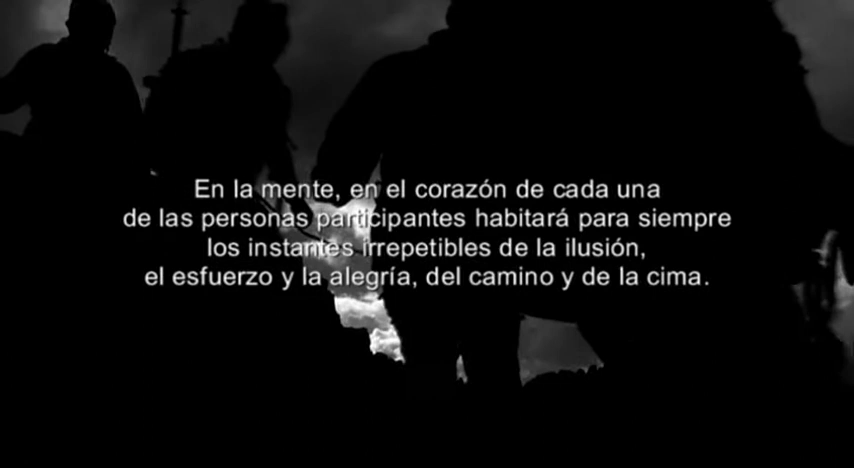 En la mente, en el corazón de cada una
de las personas participantes habitará para siempre
los instantes irrepetibles de la ilusión,
el esfuerzo y la alegría, del camino y de la cima.